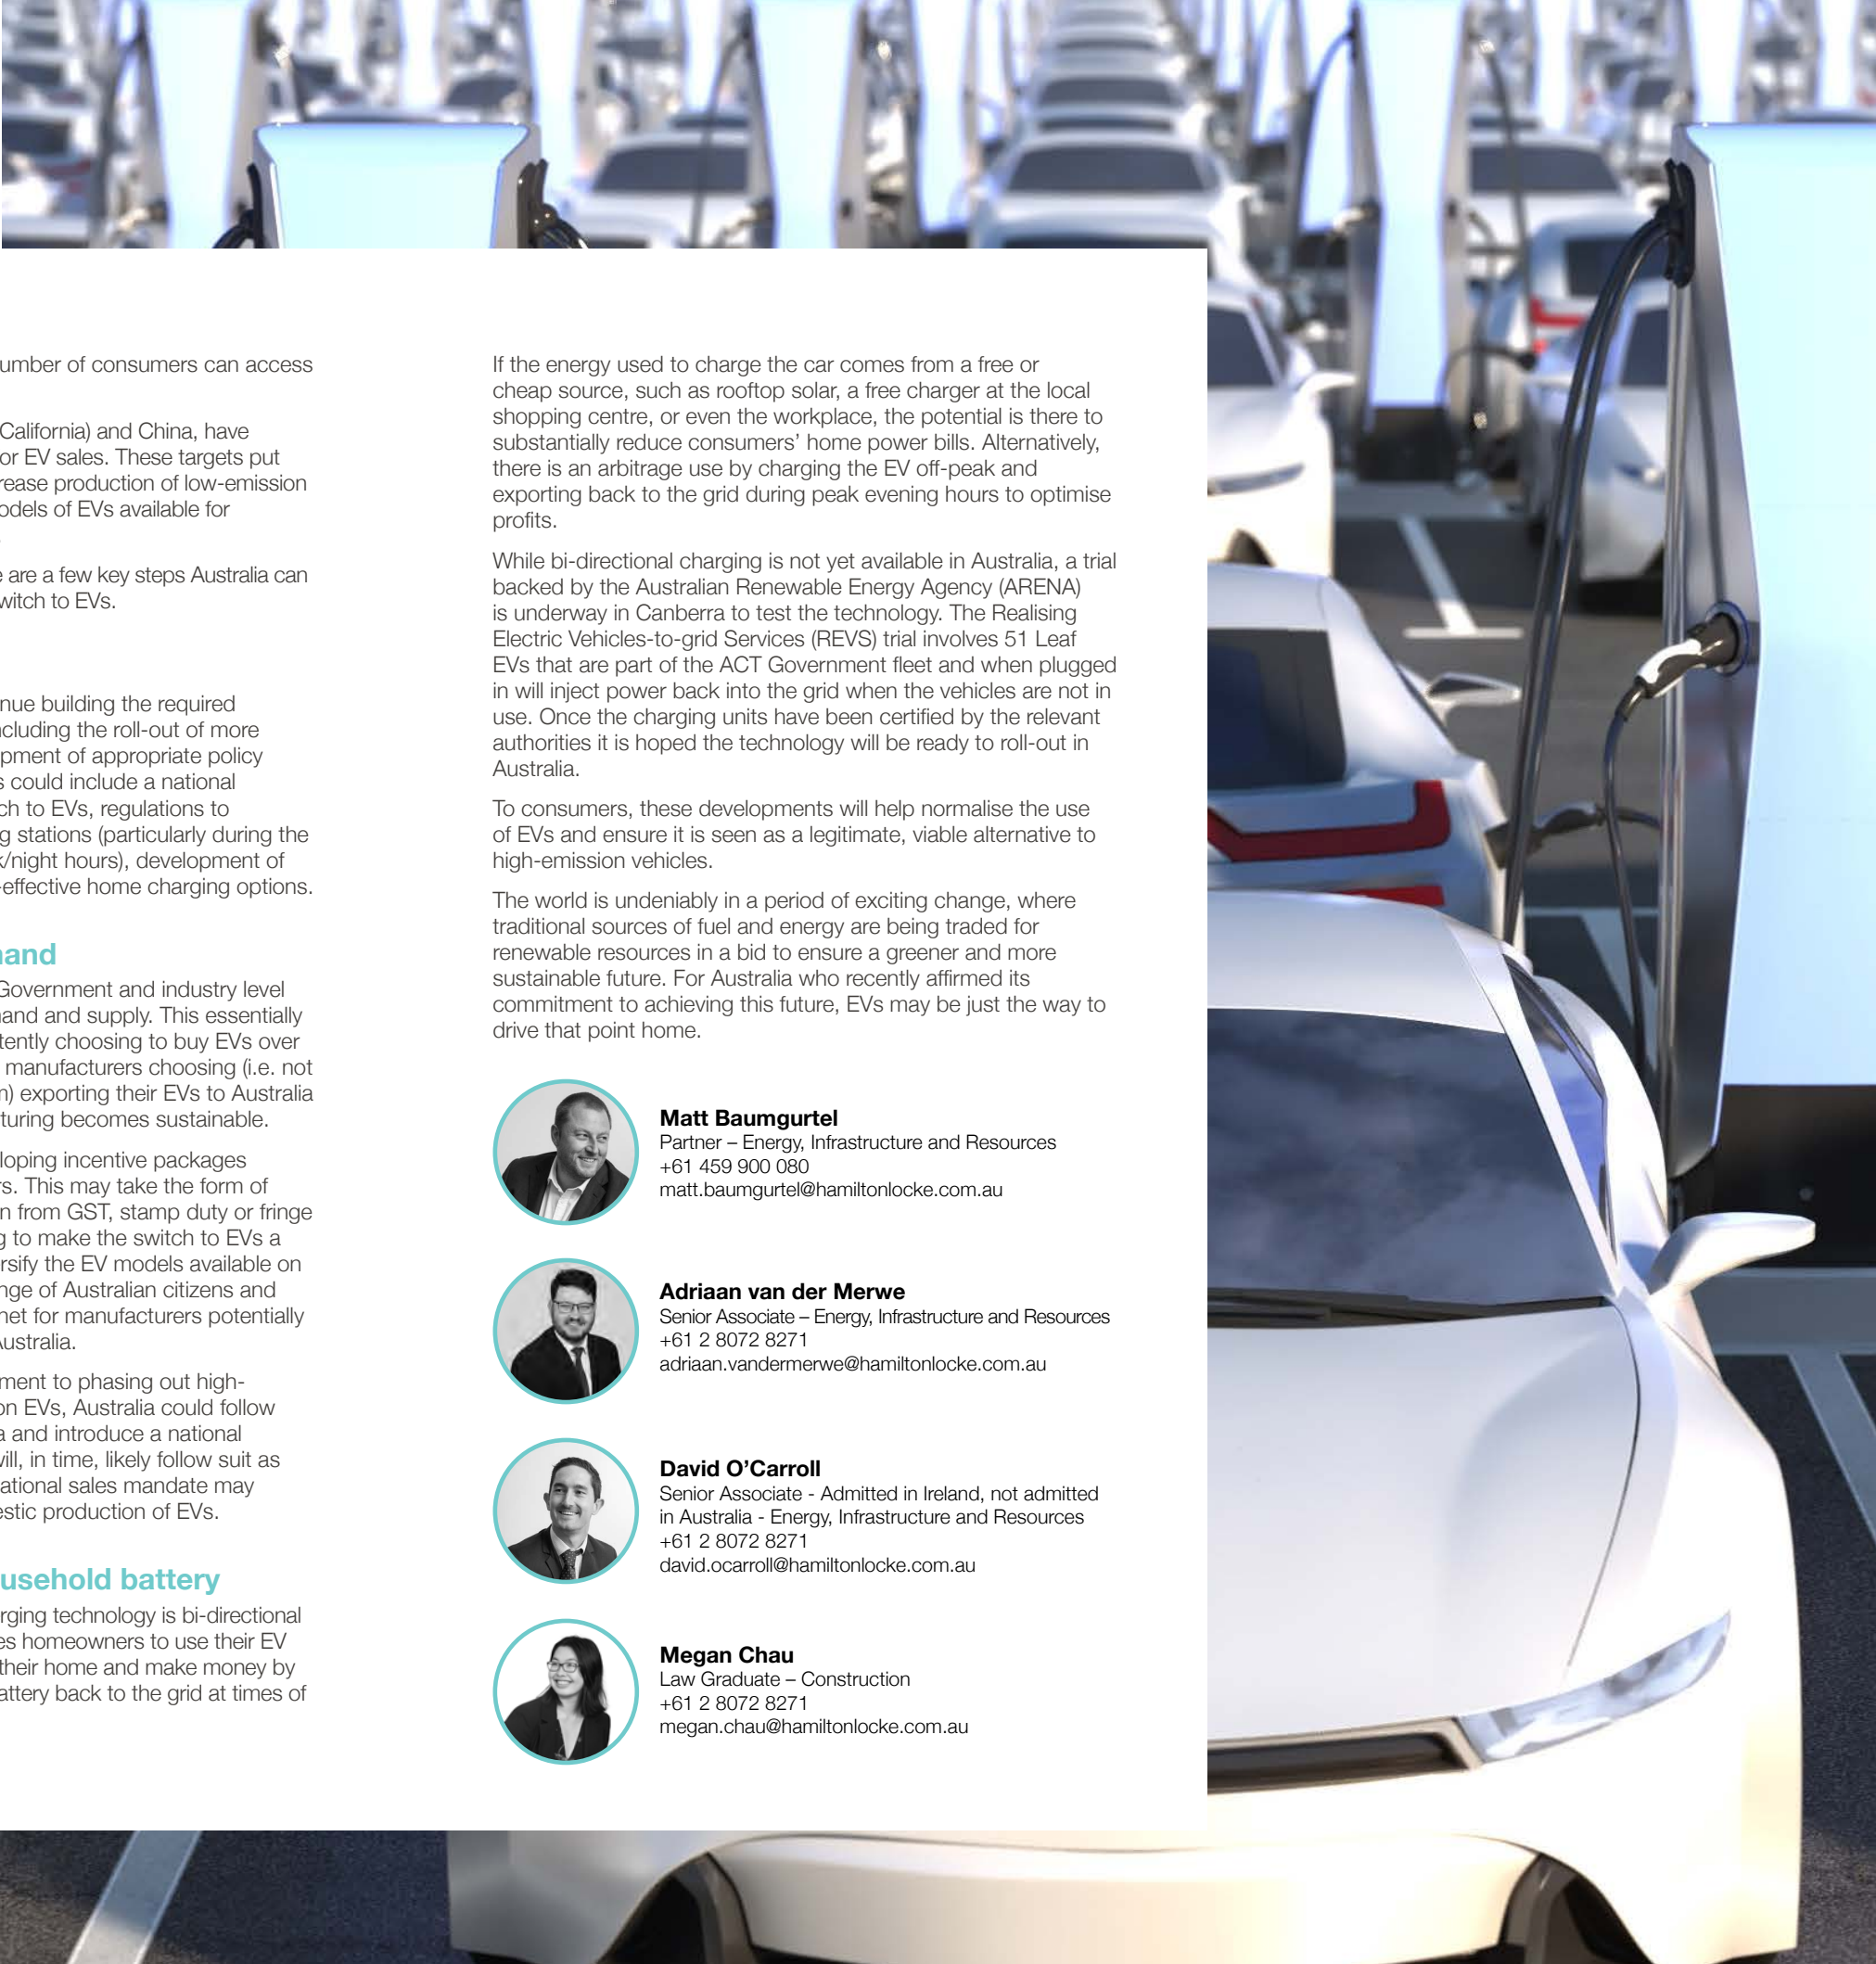 umber of consumers can access
California) and China, have
or EV sales. These targets put
rease production of low-emission
odels of EVs available for
.
e are a few key steps Australia can
witch to EVs.
nue building the required
ncluding the roll-out of more
pment of appropriate policy
s could include a national
ch to EVs, regulations to
g stations (particularly during the
k/night hours), development of
-effective home charging options.
hand
Government and industry level
hand and supply. This essentially
tently choosing to buy EVs over
manufacturers choosing (i.e. not
n) exporting their EVs to Australia
turing becomes sustainable.
loping incentive packages
rs. This may take the form of
n from GST, stamp duty or fringe
g to make the switch to EVs a
rsify the EV models available on
nge of Australian citizens and
net for manufacturers potentially
Australia.
ment to phasing out high-
on EVs, Australia could follow
a and introduce a national
will, in time, likely follow suit as
ational sales mandate may
estic production of EVs.
usehold battery
rging technology is bi-directional
es homeowners to use their EV
their home and make money by
attery back to the grid at times of
If the energy used to charge the car comes from a free or
cheap source, such as rooftop solar, a free charger at the local
shopping centre, or even the workplace, the potential is there to
substantially reduce consumers’ home power bills. Alternatively,
there is an arbitrage use by charging the EV off-peak and
exporting back to the grid during peak evening hours to optimise
profits.
While bi-directional charging is not yet available in Australia, a trial
backed by the Australian Renewable Energy Agency (ARENA)
is underway in Canberra to test the technology. The Realising
Electric Vehicles-to-grid Services (REVS) trial involves 51 Leaf
EVs that are part of the ACT Government fleet and when plugged
in will inject power back into the grid when the vehicles are not in
use. Once the charging units have been certified by the relevant
authorities it is hoped the technology will be ready to roll-out in
Australia.
To consumers, these developments will help normalise the use
of EVs and ensure it is seen as a legitimate, viable alternative to
high-emission vehicles.
The world is undeniably in a period of exciting change, where
traditional sources of fuel and energy are being traded for
renewable resources in a bid to ensure a greener and more
sustainable future. For Australia who recently affirmed its
commitment to achieving this future, EVs may be just the way to
drive that point home.
Matt Baumgurtel
Partner – Energy, Infrastructure and Resources
+61 459 900 080
matt.baumgurtel@hamiltonlocke.com.au
Adriaan van der Merwe
Senior Associate – Energy, Infrastructure and Resources
+61 2 8072 8271
adriaan.vandermerwe@hamiltonlocke.com.au
David O’Carroll
Senior Associate - Admitted in Ireland, not admitted
in Australia - Energy, Infrastructure and Resources
+61 2 8072 8271
david.ocarroll@hamiltonlocke.com.au
Megan Chau
Law Graduate – Construction
+61 2 8072 8271
megan.chau@hamiltonlocke.com.au